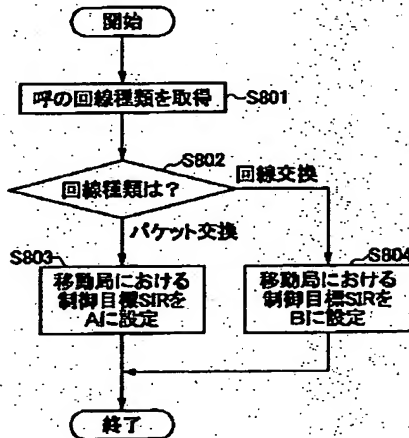 開始
呼の回線種類を取得
S801
S802
回線種類は?
回線交換
パケット交換
S803
移動局における
制御目標SIRを
Aに設定
S804
移動局における
制御目標SIRを
Bに設定
終了